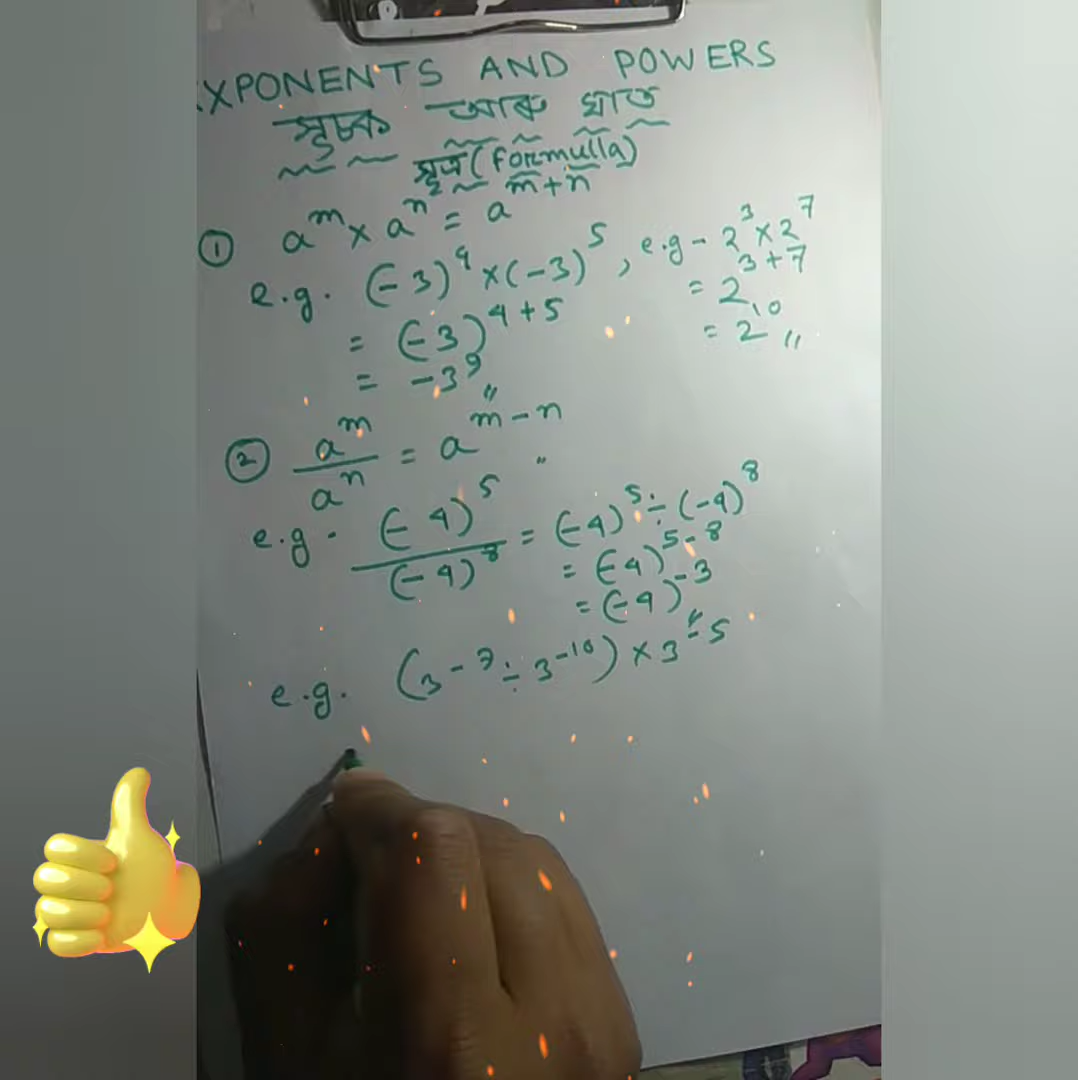 EXPONENTS AND POWERS
সূচক আৰু ঘাত
সূত্ৰ (formulla)
① a^m × a^n = a^(m+n)
e.g. (-3)^4 × (-3)^5 , e.g - 2^3 × 2^7
= (-3)^(4+5) = 2^(3+7)
= -3^9 〃 = 2^10 〃
② a^m / a^n = a^(m-n) 〃
e.g - (-4)^5 / (-4)^8 = (-4)^5 ÷ (-4)^8
= (-4)^(5-8)
= (-4)^(-3) 〃
e.g. (3^(-7) ÷ 3^(-10)) × 3^(-5)